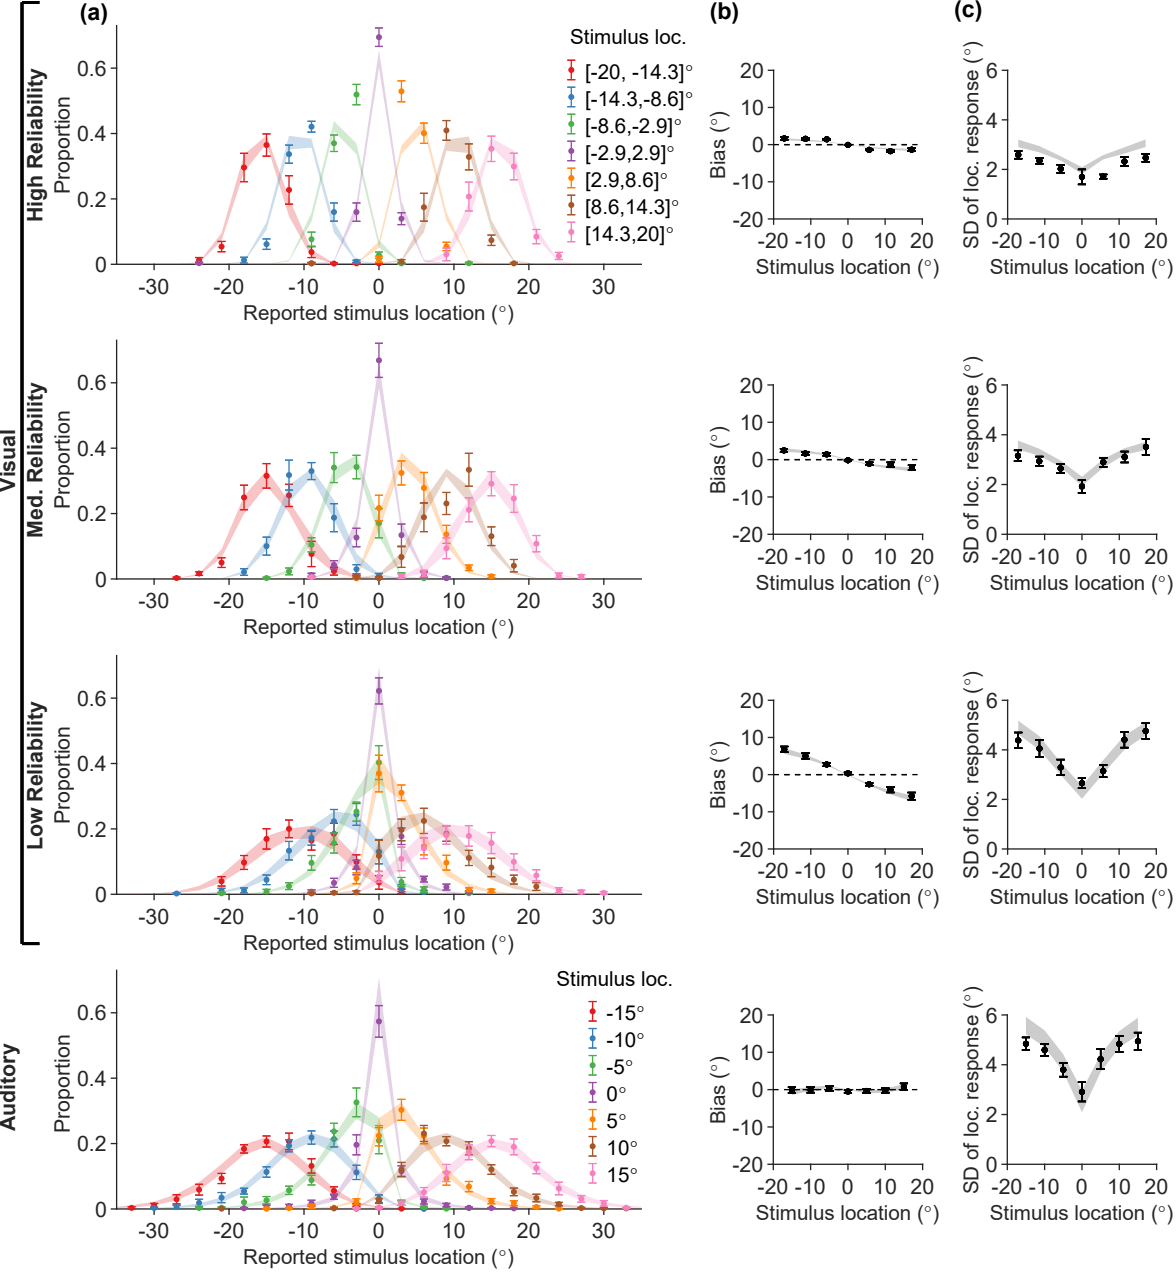 (a)
(b)
(c)
Visual
High Reliability
Proportion
0.6
0.4
0.2
0
-30
-20
-10
0
10
20
30
Reported stimulus location (°)
Stimulus loc.
[-20, -14.3]°
[-14.3,-8.6]°
[-8.6,-2.9]°
[-2.9,2.9]°
[2.9,8.6]°
[8.6,14.3]°
[14.3,20]°
Bias (°)
20
10
0
-10
-20
-20 -10 0 10 20
Stimulus location (°)
SD of loc. response (°)
6
4
2
0
-20 -10 0 10 20
Stimulus location (°)
Med. Reliability
Proportion
0.6
0.4
0.2
0
-30
-20
-10
0
10
20
30
Reported stimulus location (°)
Bias (°)
20
10
0
-10
-20
-20 -10 0 10 20
Stimulus location (°)
SD of loc. response (°)
6
4
2
0
-20 -10 0 10 20
Stimulus location (°)
Low Reliability
Proportion
0.6
0.4
0.2
0
-30
-20
-10
0
10
20
30
Reported stimulus location (°)
Bias (°)
20
10
0
-10
-20
-20 -10 0 10 20
Stimulus location (°)
SD of loc. response (°)
6
4
2
0
-20 -10 0 10 20
Stimulus location (°)
Auditory
Proportion
0.6
0.4
0.2
0
-30
-20
-10
0
10
20
30
Reported stimulus location (°)
Stimulus loc.
-15°
-10°
-5°
0°
5°
10°
15°
Bias (°)
20
10
0
-10
-20
-20 -10 0 10 20
Stimulus location (°)
SD of loc. response (°)
6
4
2
0
-20 -10 0 10 20
Stimulus location (°)